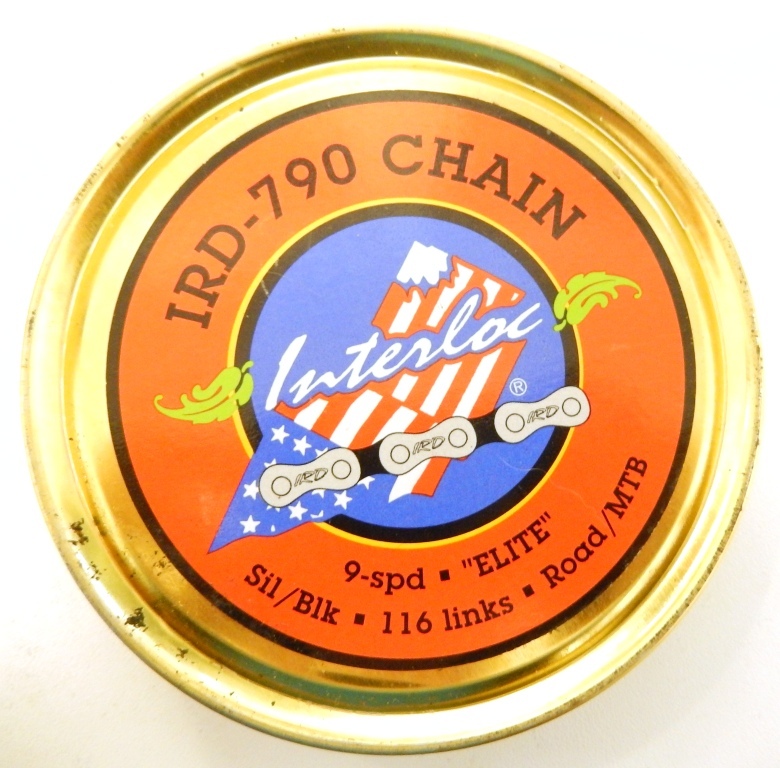 IRD-790 CHAIN
Interloc
®
IRD
IRD
IRD
9-spd ▪ "ELITE"
Sil/Blk ▪ 116 links ▪ Road/MTB